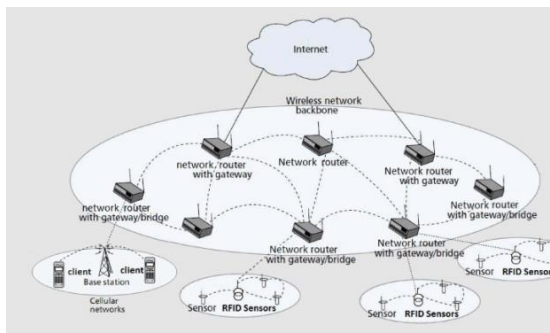 Internet
Wireless network
backbone
network router
with gateway
Network router
Network router
with gateway
network router
with gateway/bridge
Network router
with gateway/bridge
Network router
with gateway/bridge
Network router
with gateway/bridge
client
client
Base station
Cellular
networks
Sensor RFID Sensors
Sensor RFID Sensors
Sensor RFID Sensors